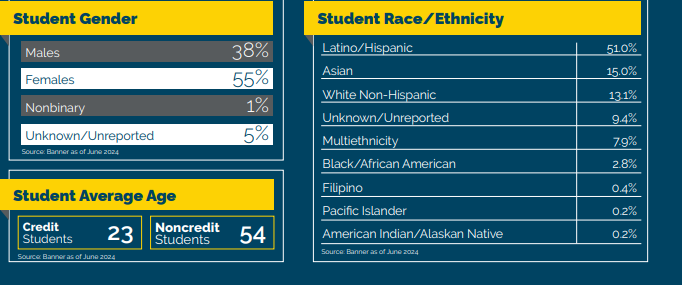 Student Gender
Males 38%
Females 55%
Nonbinary 1%
Unknown/Unreported 5%
Source: Banner as of June 2024
Student Average Age
Credit Students 23
Noncredit Students 54
Source: Banner as of June 2024
Student Race/Ethnicity
Latino/Hispanic 51.0%
Asian 15.0%
White Non-Hispanic 13.1%
Unknown/Unreported 9.4%
Multiethnicity 7.9%
Black/African American 2.8%
Filipino 0.4%
Pacific Islander 0.2%
American Indian/Alaskan Native 0.2%
Source: Banner as of June 2024